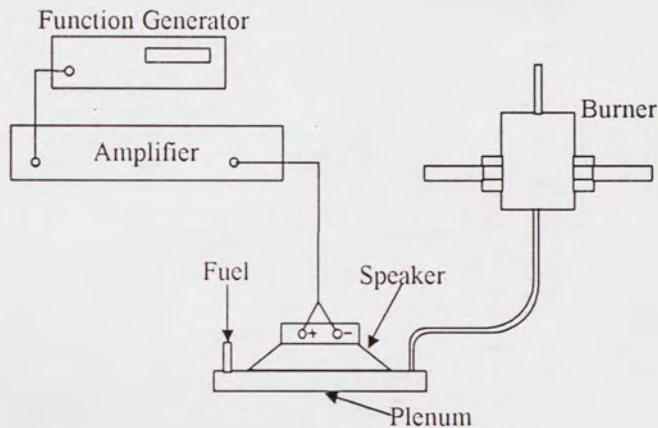 Function Generator
Amplifier
Burner
Fuel
Speaker
+ -
Plenum